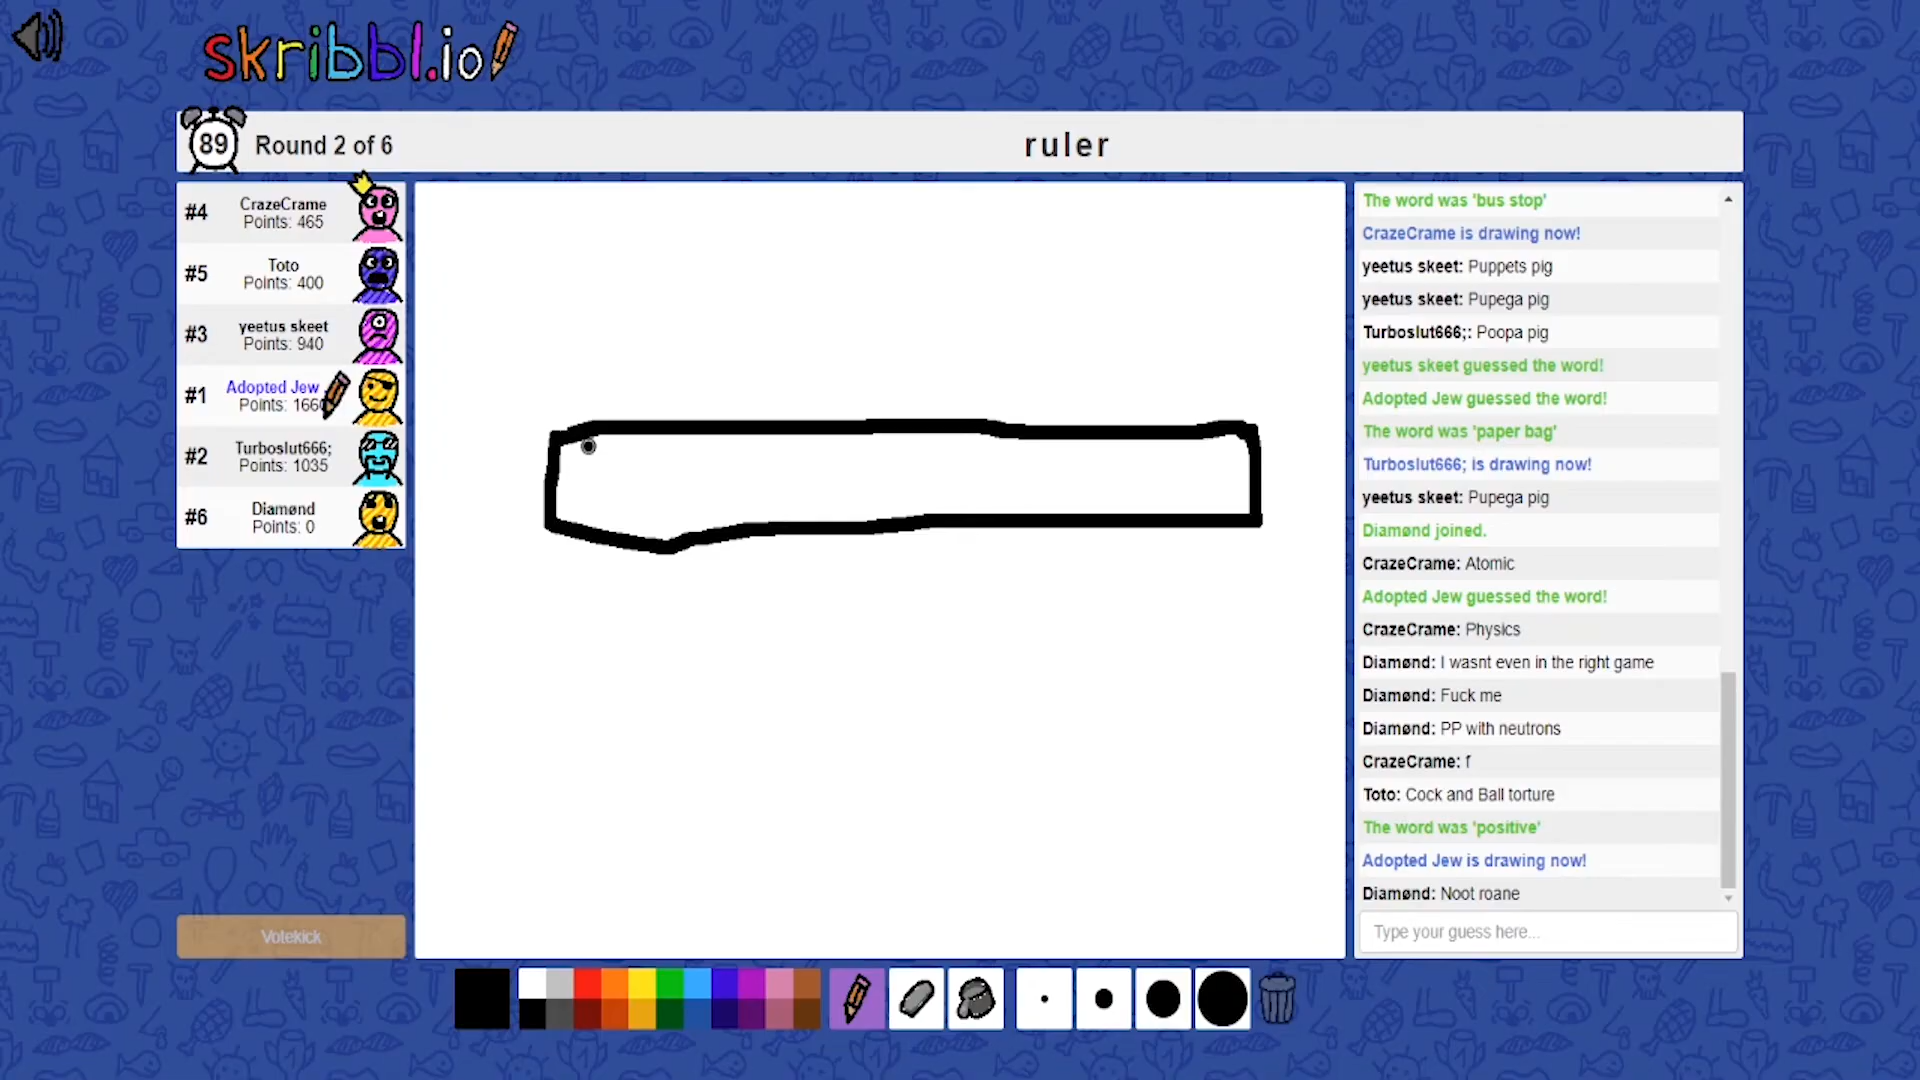 skribbl.io
89
Round 2 of 6
ruler
#4
CrazeCrame
Points: 465
#5
Toto
Points: 400
#3
yeetus skeet
Points: 940
#1
Adopted Jew
Points: 1660
#2
Turboslut666;
Points: 1035
#6
Diamønd
Points: 0
Votekick
The word was 'bus stop'
CrazeCrame is drawing now!
yeetus skeet: Puppets pig
yeetus skeet: Pupega pig
Turboslut666;: Poopa pig
yeetus skeet guessed the word!
Adopted Jew guessed the word!
The word was 'paper bag'
Turboslut666; is drawing now!
yeetus skeet: Pupega pig
Diamønd joined.
CrazeCrame: Atomic
Adopted Jew guessed the word!
CrazeCrame: Physics
Diamønd: I wasnt even in the right game
Diamønd: Fuck me
Diamønd: PP with neutrons
CrazeCrame: f
Toto: Cock and Ball torture
The word was 'positive'
Adopted Jew is drawing now!
Diamønd: Noot roane
Type your guess here...